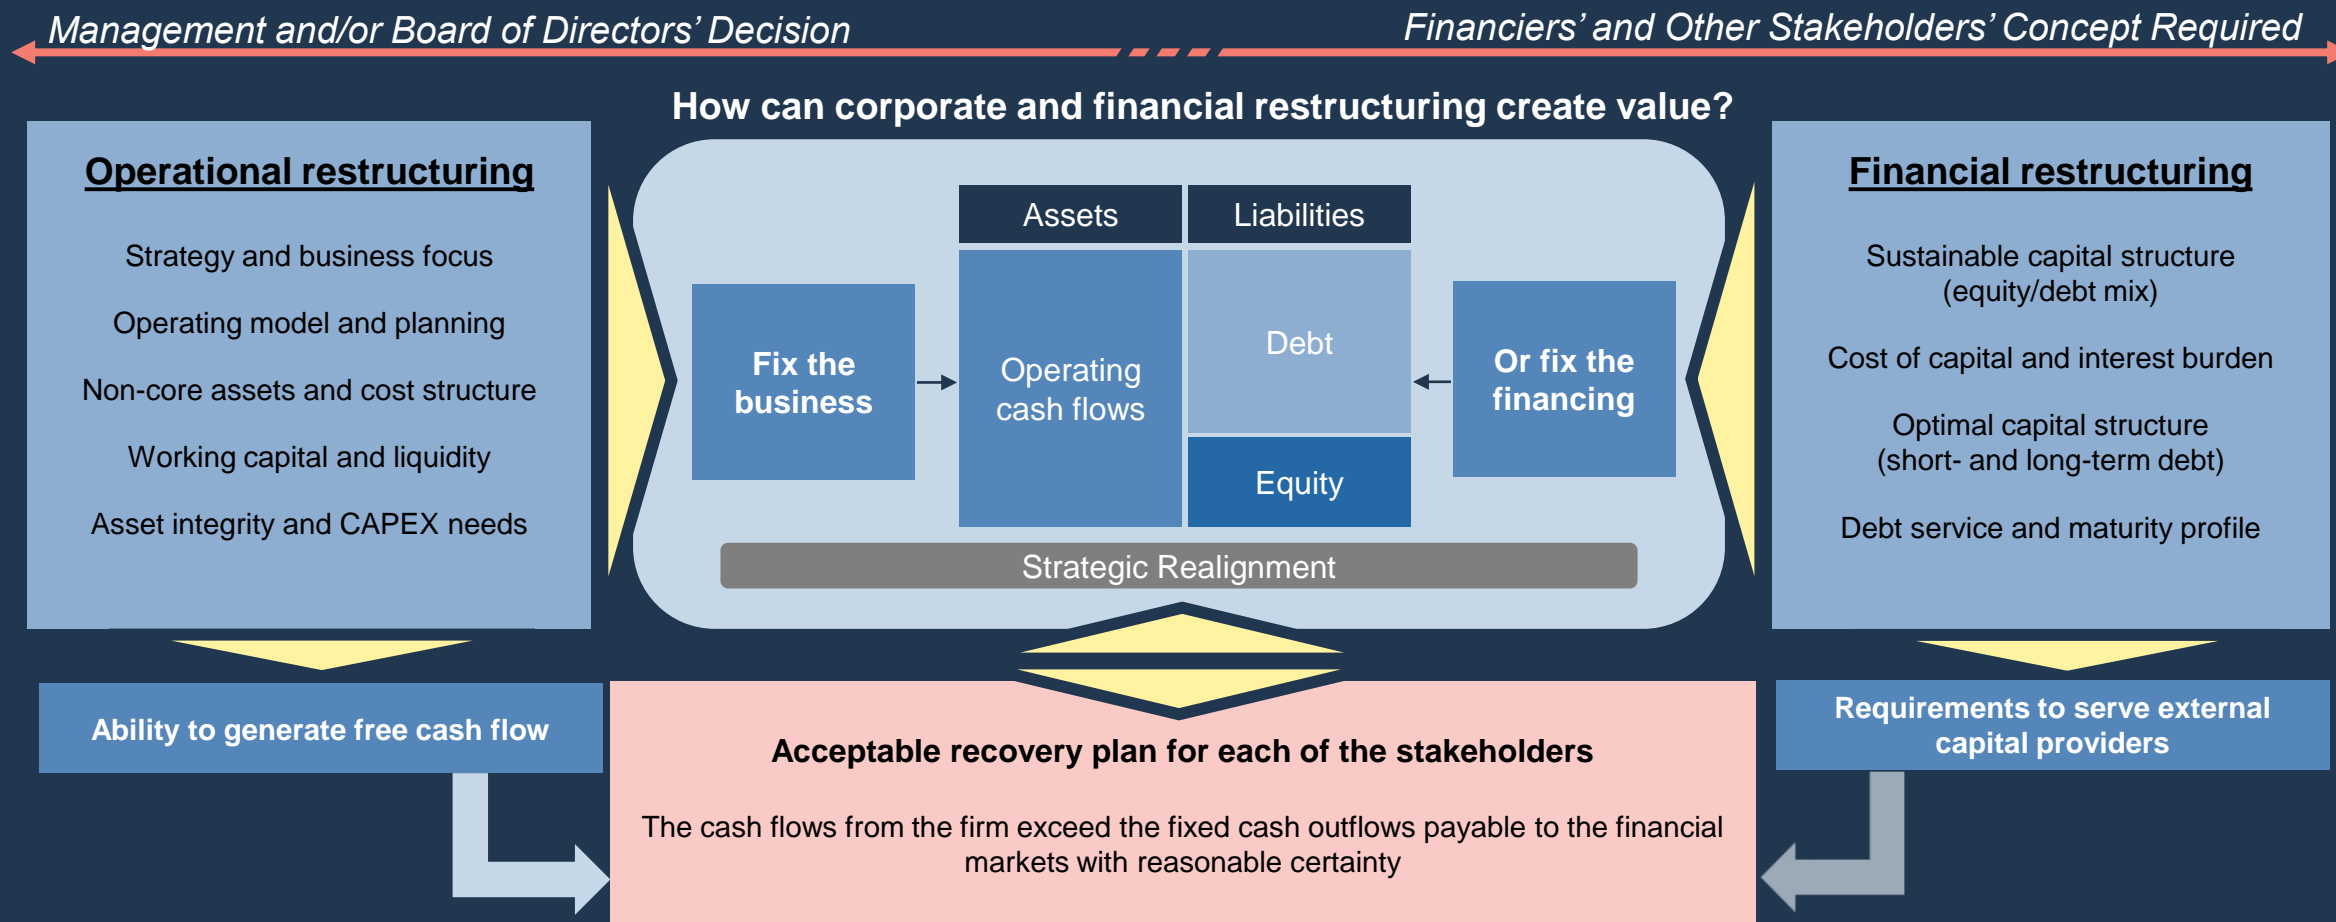 Management and/or Board of Directors’ Decision
Financiers’ and Other Stakeholders’ Concept Required
How can corporate and financial restructuring create value?
Operational restructuring
Strategy and business focus
Operating model and planning
Non-core assets and cost structure
Working capital and liquidity
Asset integrity and CAPEX needs
Fix the
business
Assets
Liabilities
Operating
cash flows
Debt
Equity
Or fix the
financing
Strategic Realignment
Financial restructuring
Sustainable capital structure
(equity/debt mix)
Cost of capital and interest burden
Optimal capital structure
(short- and long-term debt)
Debt service and maturity profile
Ability to generate free cash flow
Acceptable recovery plan for each of the stakeholders
The cash flows from the firm exceed the fixed cash outflows payable to the financial
markets with reasonable certainty
Requirements to serve external
capital providers